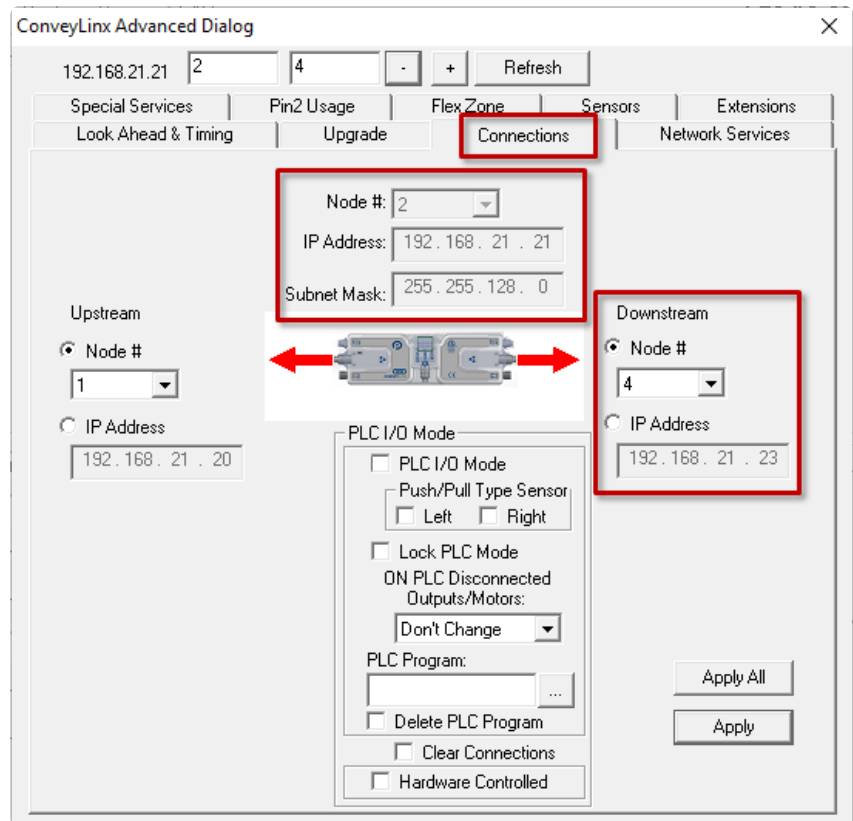 ConveyLinx Advanced Dialog
192.168.21.21 2 4 - + Refresh
Special Services Pin2 Usage Flex Zone Sensors Extensions
Look Ahead & Timing Upgrade Connections Network Services
Node #: 2
IP Address: 192 . 168 . 21 . 21
Subnet Mask: 255 . 255 . 128 . 0
Upstream
Node #
1
IP Address
192 . 168 . 21 . 20
Downstream
Node #
4
IP Address
192 . 168 . 21 . 23
PLC I/O Mode
PLC I/O Mode
Push/Pull Type Sensor
Left Right
Lock PLC Mode
ON PLC Disconnected
Outputs/Motors:
Don't Change
PLC Program:
...
Delete PLC Program
Clear Connections
Hardware Controlled
Apply All
Apply